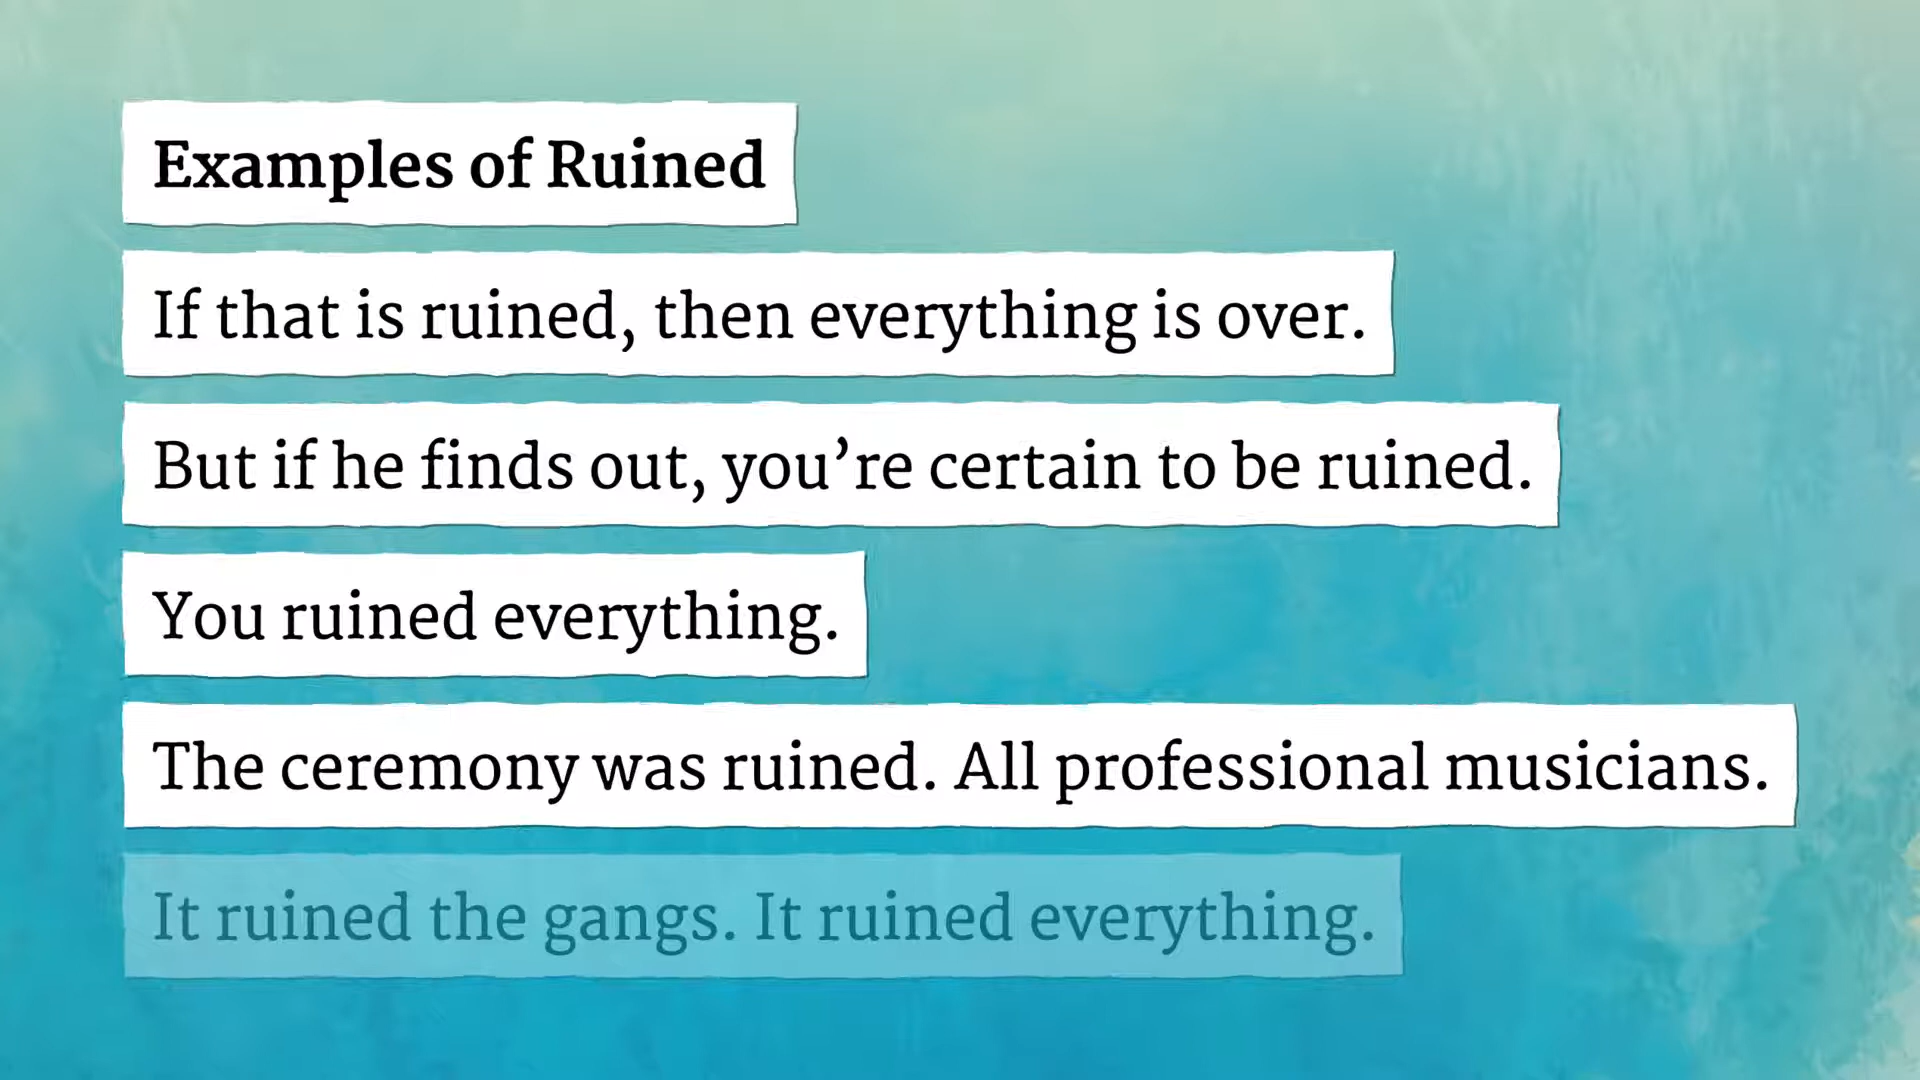 Examples of Ruined
If that is ruined, then everything is over.
But if he finds out, you’re certain to be ruined.
You ruined everything.
The ceremony was ruined. All professional musicians.
It ruined the gangs. It ruined everything.